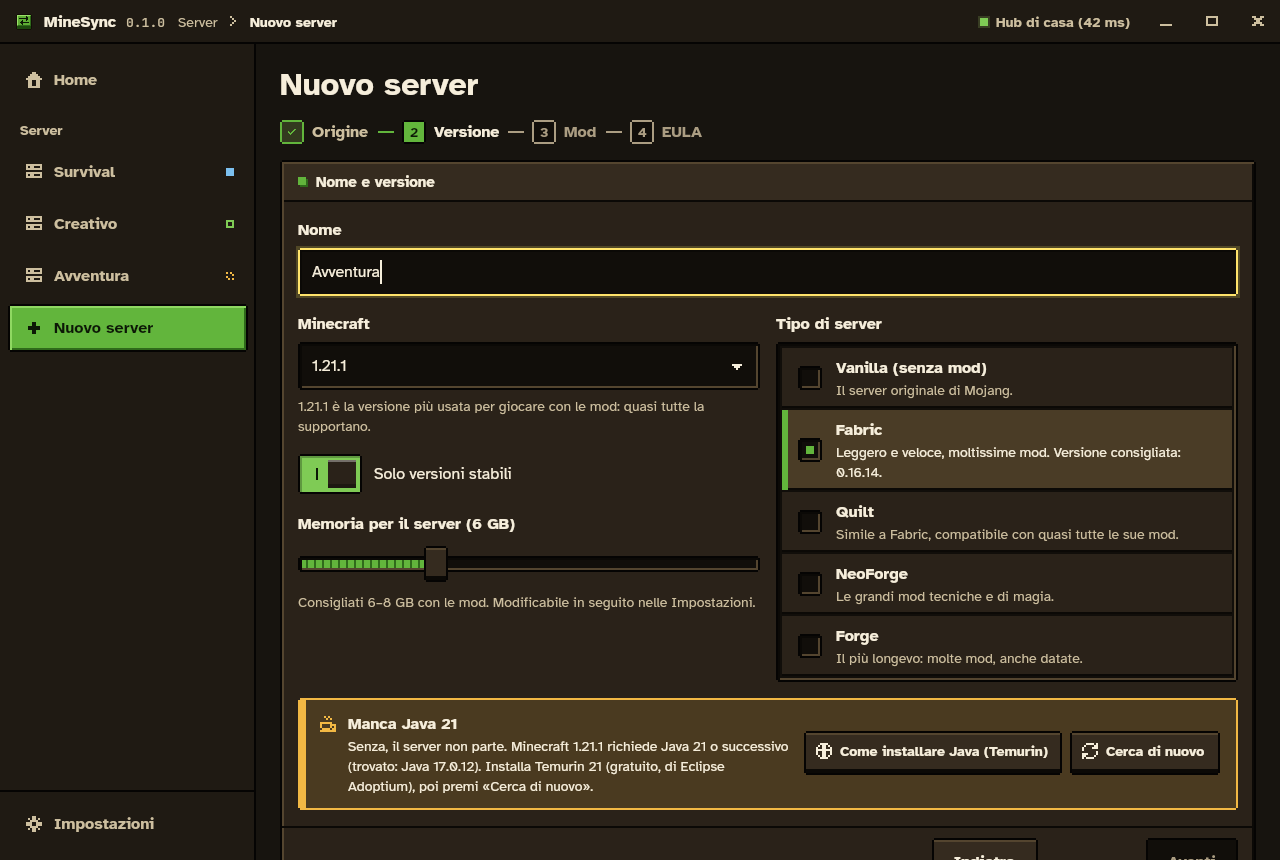 MineSync 0.1.0 Server Nuovo server
Hub di casa (42 ms)
Home
Server
Survival
Creativo
Avventura
Nuovo server
Impostazioni
Nuovo server
Origine
2 Versione
3 Mod
4 EULA
Nome e versione
Nome
Avventura
Minecraft
1.21.1
1.21.1 è la versione più usata per giocare con le mod: quasi tutte la
supportano.
Solo versioni stabili
Memoria per il server (6 GB)
Consigliati 6–8 GB con le mod. Modificabile in seguito nelle Impostazioni.
Tipo di server
Vanilla (senza mod)
Il server originale di Mojang.
Fabric
Leggero e veloce, moltissime mod. Versione consigliata:
0.16.14.
Quilt
Simile a Fabric, compatibile con quasi tutte le sue mod.
NeoForge
Le grandi mod tecniche e di magia.
Forge
Il più longevo: molte mod, anche datate.
Manca Java 21
Senza, il server non parte. Minecraft 1.21.1 richiede Java 21 o successivo
(trovato: Java 17.0.12). Installa Temurin 21 (gratuito, di Eclipse
Adoptium), poi premi «Cerca di nuovo».
Come installare Java (Temurin)
Cerca di nuovo
Indietro
Avanti